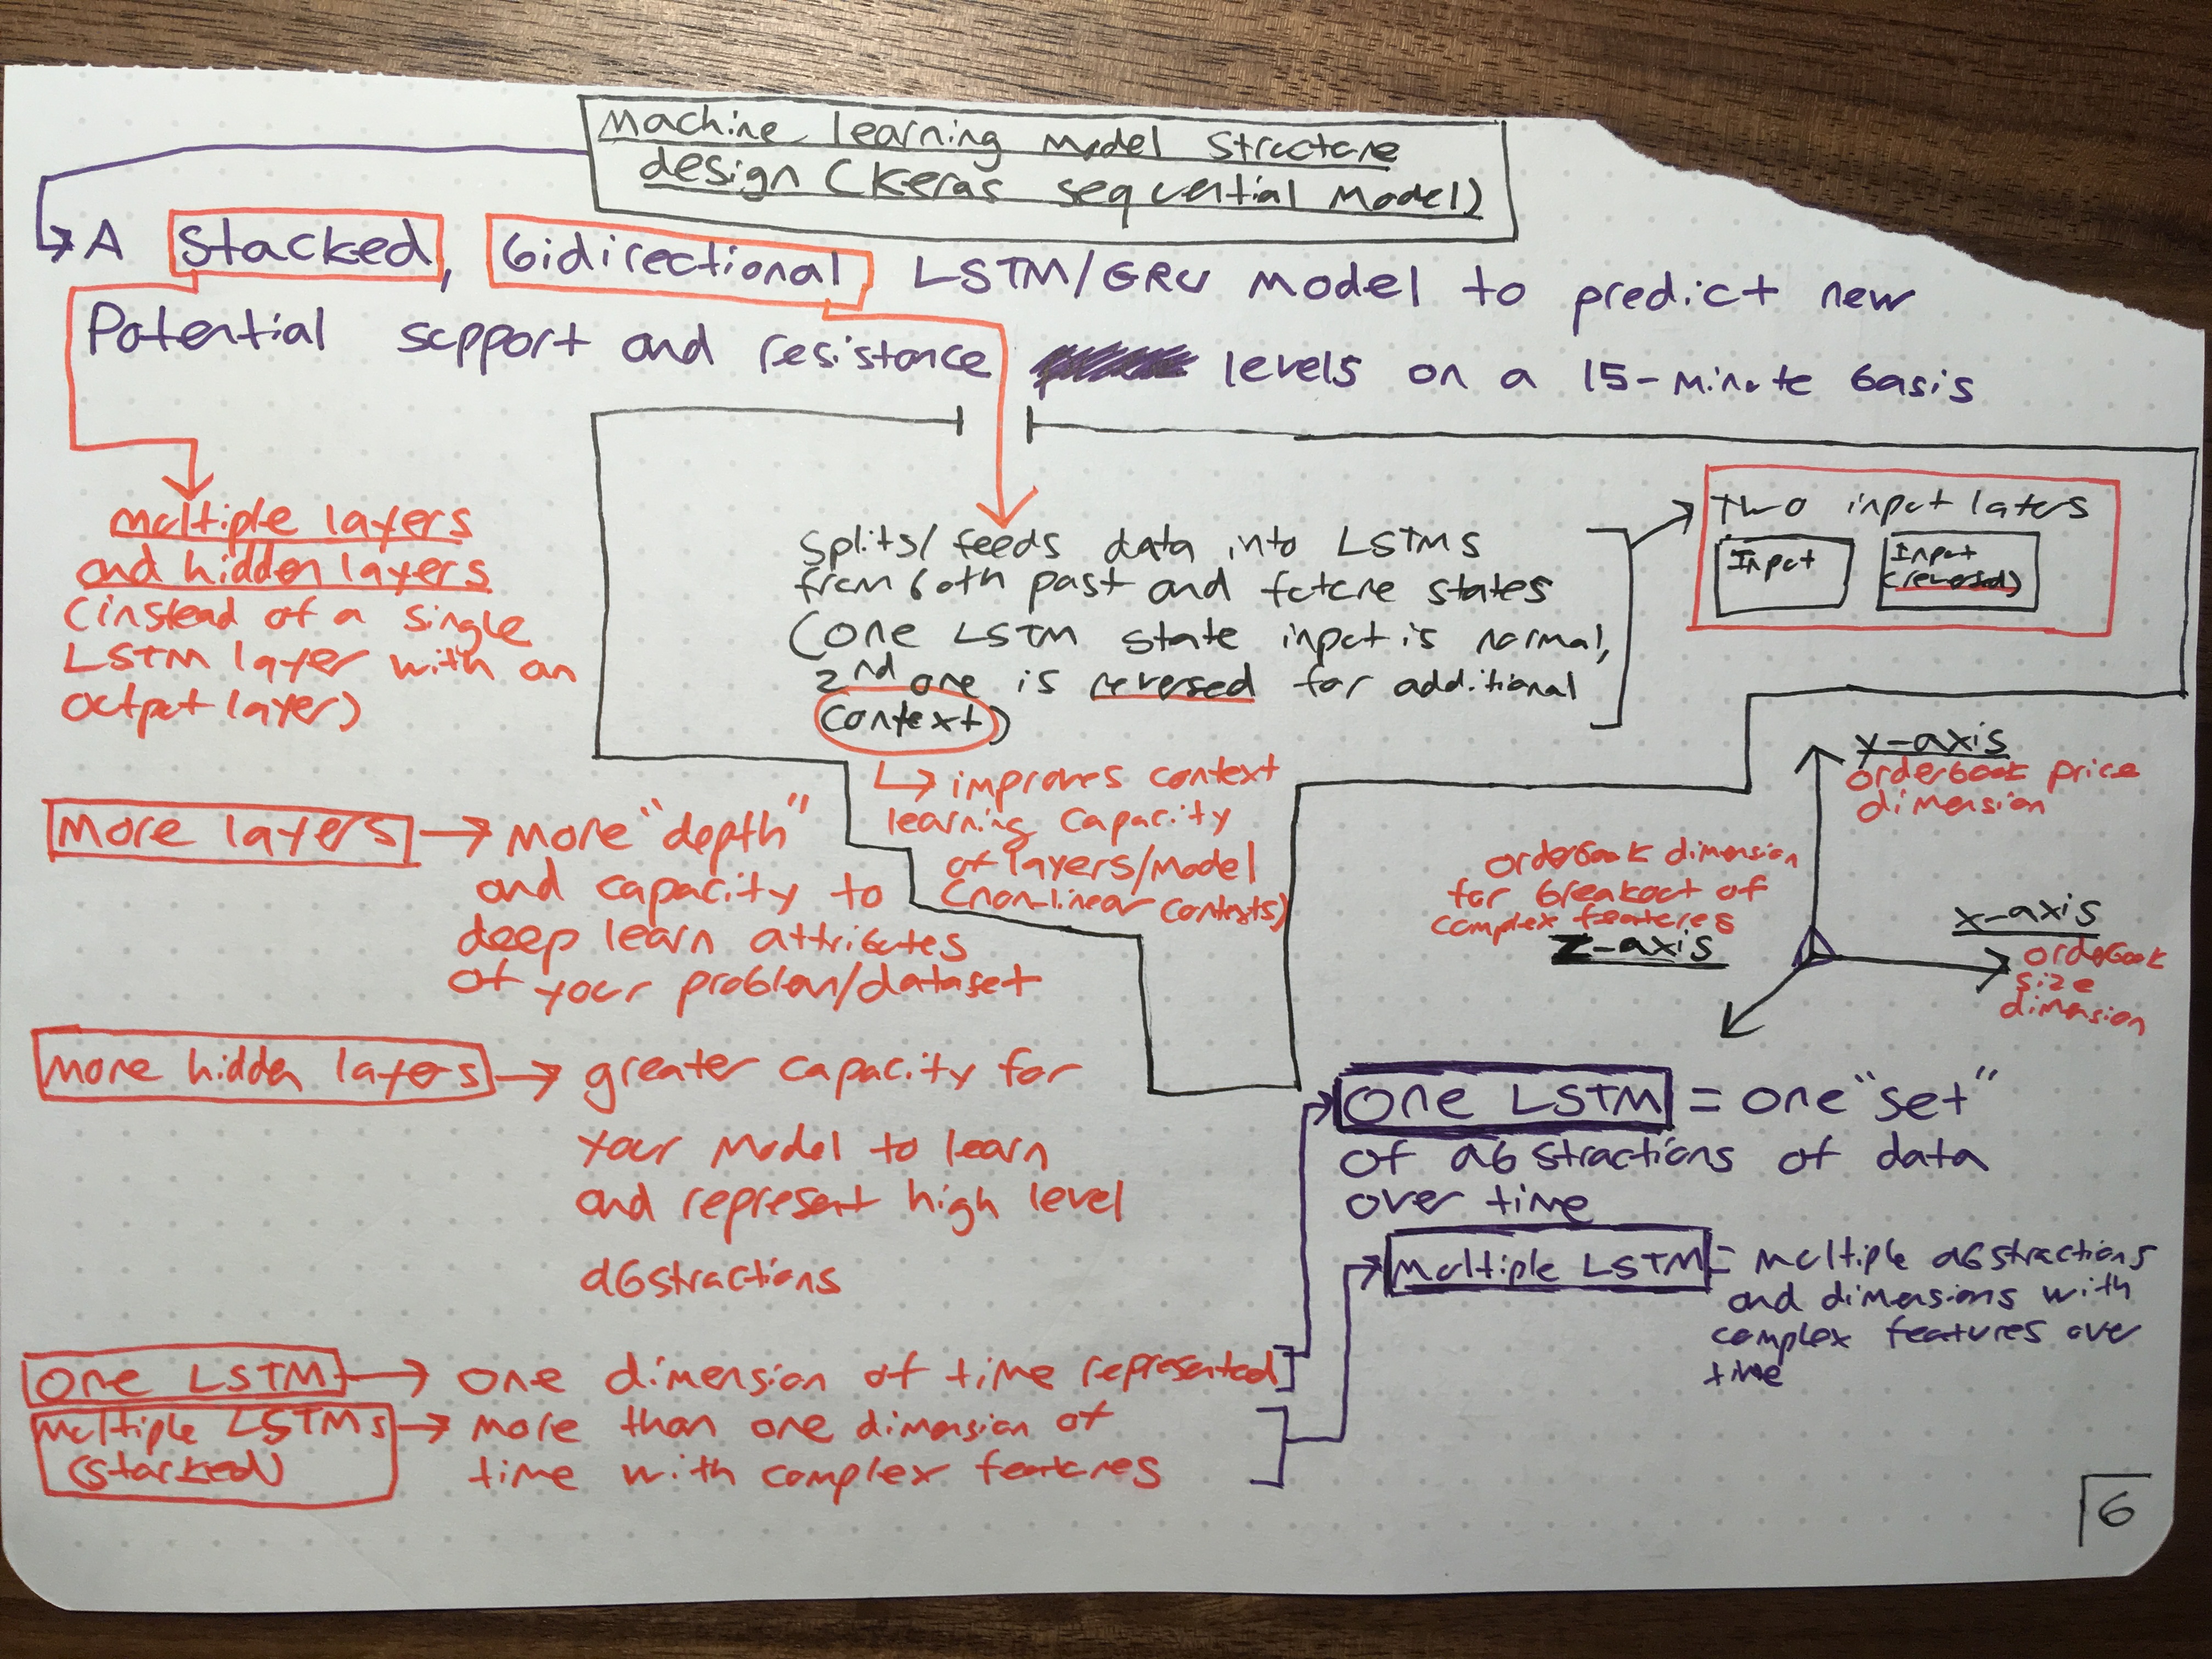 Machine learning model structure
design (Keras sequential model)
A stacked, bidirectional LSTM/GRU model to predict new
potential support and resistance levels on a 15-minute basis
multiple layers
and hidden layers
(instead of a single
LSTM layer with an
output layer)
splits/feeds data into LSTMs
from both past and future states
(one LSTM state input is normal,
2nd one is reversed for additional
context)
↳ improves context
learning capacity
of layers/model
(non-linear contexts)
Two input layers
Input
Input
(reversed)
more layers → more "depth"
and capacity to
deep learn attributes
of your problem/dataset
y-axis
orderbook price
dimension
orderbook dimension
for breakout of
complex features
z-axis
x-axis
orderbook
size
dimension
more hidden layers → greater capacity for
your model to learn
and represent high level
abstractions
one LSTM = one "set"
of abstractions of data
over time
multiple LSTM = multiple abstractions
and dimensions with
complex features over
time
one LSTM → one dimension of time represented
multiple LSTMs → more than one dimension of
(stacked) time with complex features
6